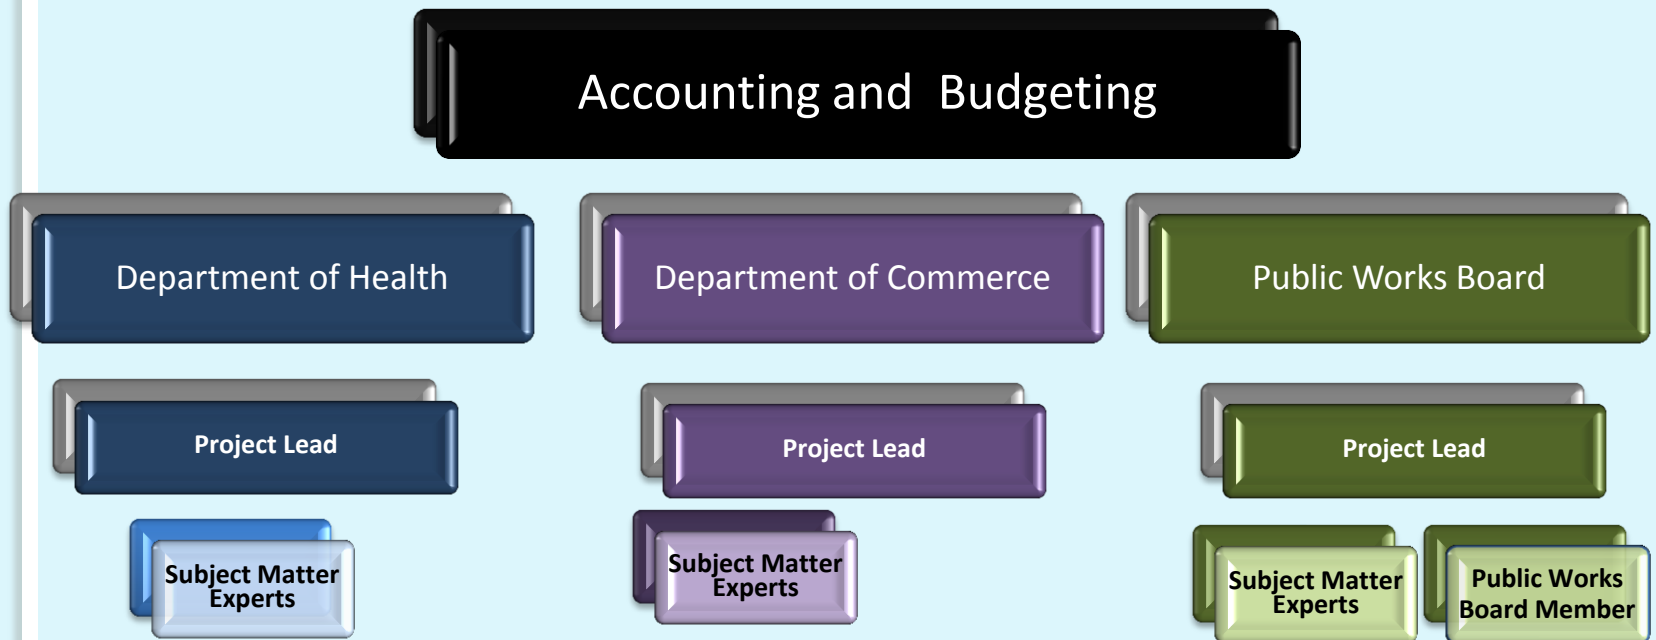 Accounting and  Budgeting
Department of Health
Department of Commerce
Public Works Board
Project Lead
Project Lead
Project Lead
Subject Matter
Experts
Subject Matter
Experts
Subject Matter
Experts
Public Works
Board Member